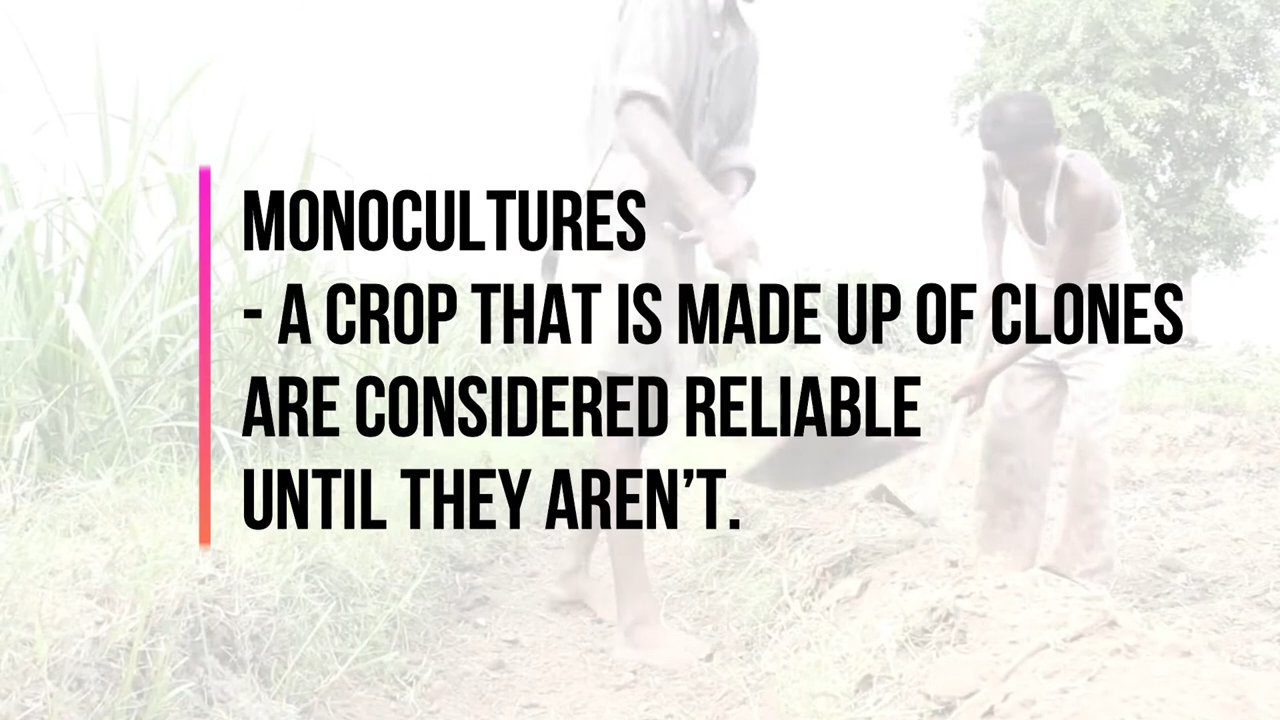 MONOCULTURES
- A CROP THAT IS MADE UP OF CLONES
ARE CONSIDERED RELIABLE
UNTIL THEY AREN’T.